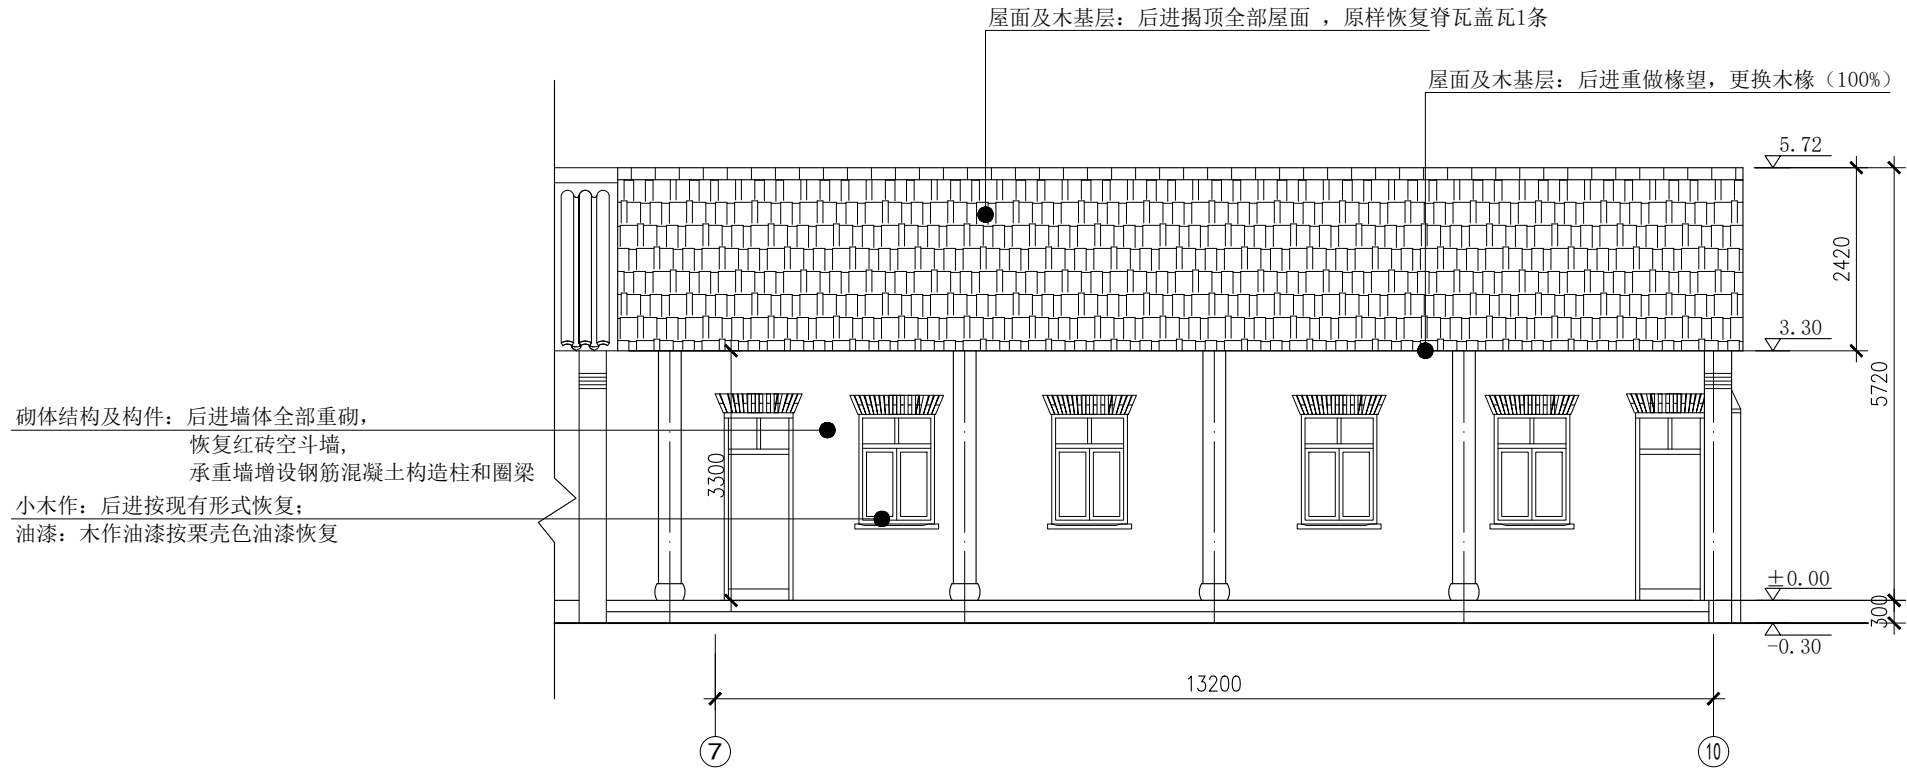 屋面及木基层：后进揭顶全部屋面 ，原样恢复脊瓦盖瓦1条
屋面及木基层：后进重做椽望，更换木椽（100%）
5.72
2420
3.30
5720
砌体结构及构件：后进墙体全部重砌，
恢复红砖空斗墙，
承重墙增设钢筋混凝土构造柱和圈梁
3300
小木作：后进按现有形式恢复；
油漆：木作油漆按栗壳色油漆恢复
±0.00
300
-0.30
13200
7
10